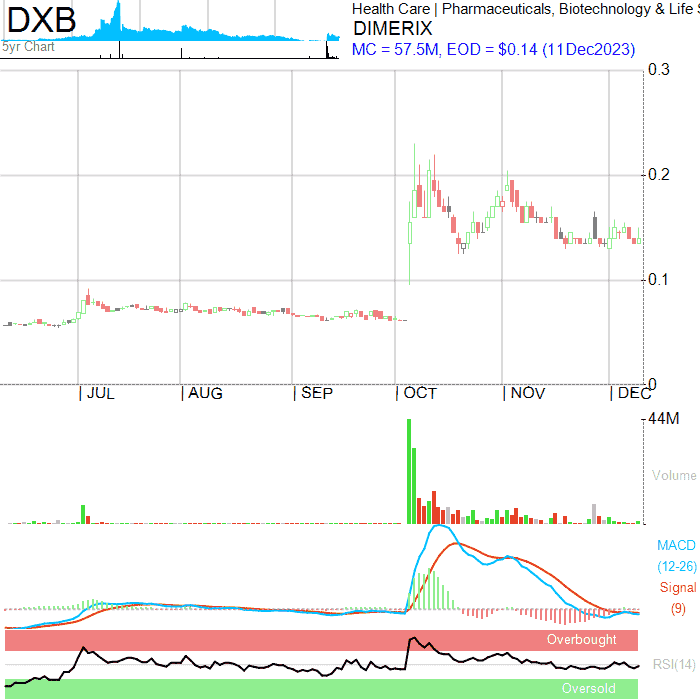 DXB
5yr Chart
Health Care | Pharmaceuticals, Biotechnology & Life S
DIMERIX
MC = 57.5M, EOD = $0.14 (11Dec2023)
0.3
0.2
0.1
0
| JUL | AUG | SEP | OCT | NOV | DEC
44M
Volume
MACD
(12-26)
Signal
(9)
Overbought
RSI(14)
Oversold